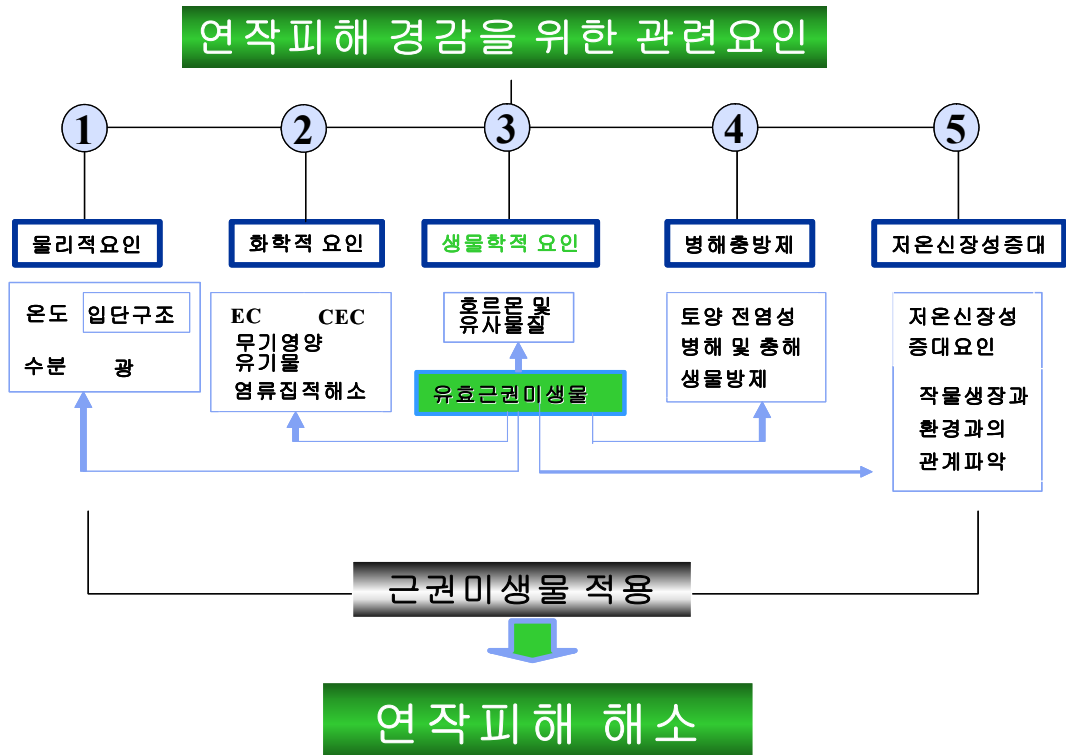 연작피해 경감을 위한 관련요인
1
2
3
4
5
물리적요인
화학적 요인
생물학적 요인
병해충방제
저온신장성증대
온도 입단구조
수분 광
EC CEC
무기영양
유기물
염류집적해소
호르몬 및
유사물질
유효근권미생물
토양 전염성
병해 및 충해
생물방제
저온신장성
증대요인
작물생장과
환경과의
관계파악
근권미생물 적용
연작피해 해소